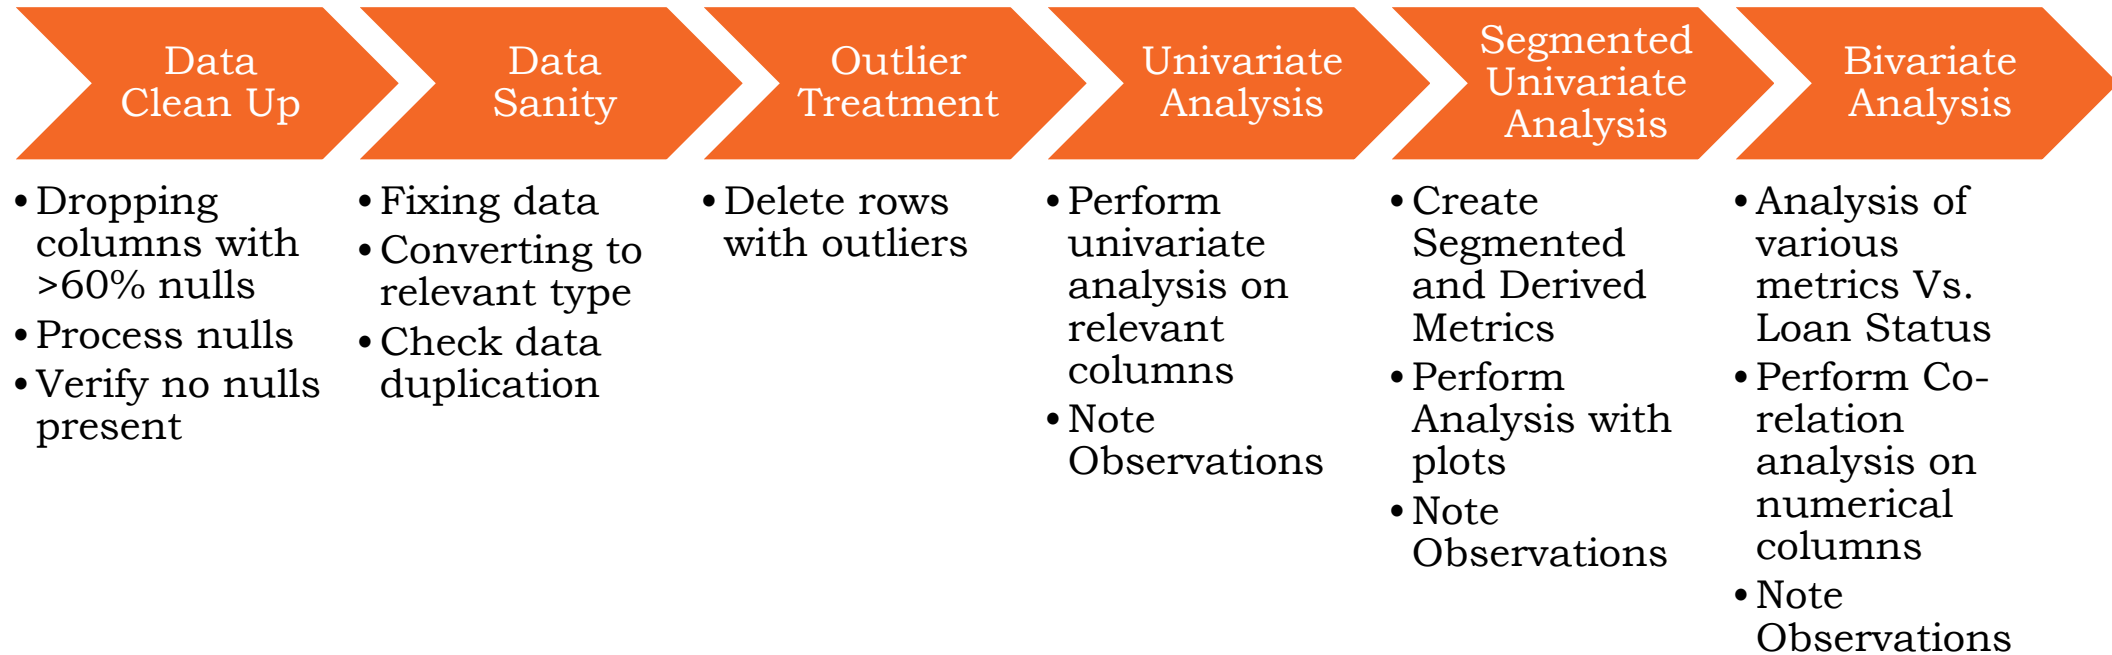 Data
Clean Up
• Dropping
columns with
>60% nulls
• Process nulls
• Verify no nulls
present
Data
Sanity
• Fixing data
• Converting to
relevant type
• Check data
duplication
Outlier
Treatment
• Delete rows
with outliers
Univariate
Analysis
• Perform
univariate
analysis on
relevant
columns
• Note
Observations
Segmented
Univariate
Analysis
• Create
Segmented
and Derived
Metrics
• Perform
Analysis with
plots
• Note
Observations
Bivariate
Analysis
• Analysis of
various
metrics Vs.
Loan Status
• Perform Co-
relation
analysis on
numerical
columns
• Note
Observations